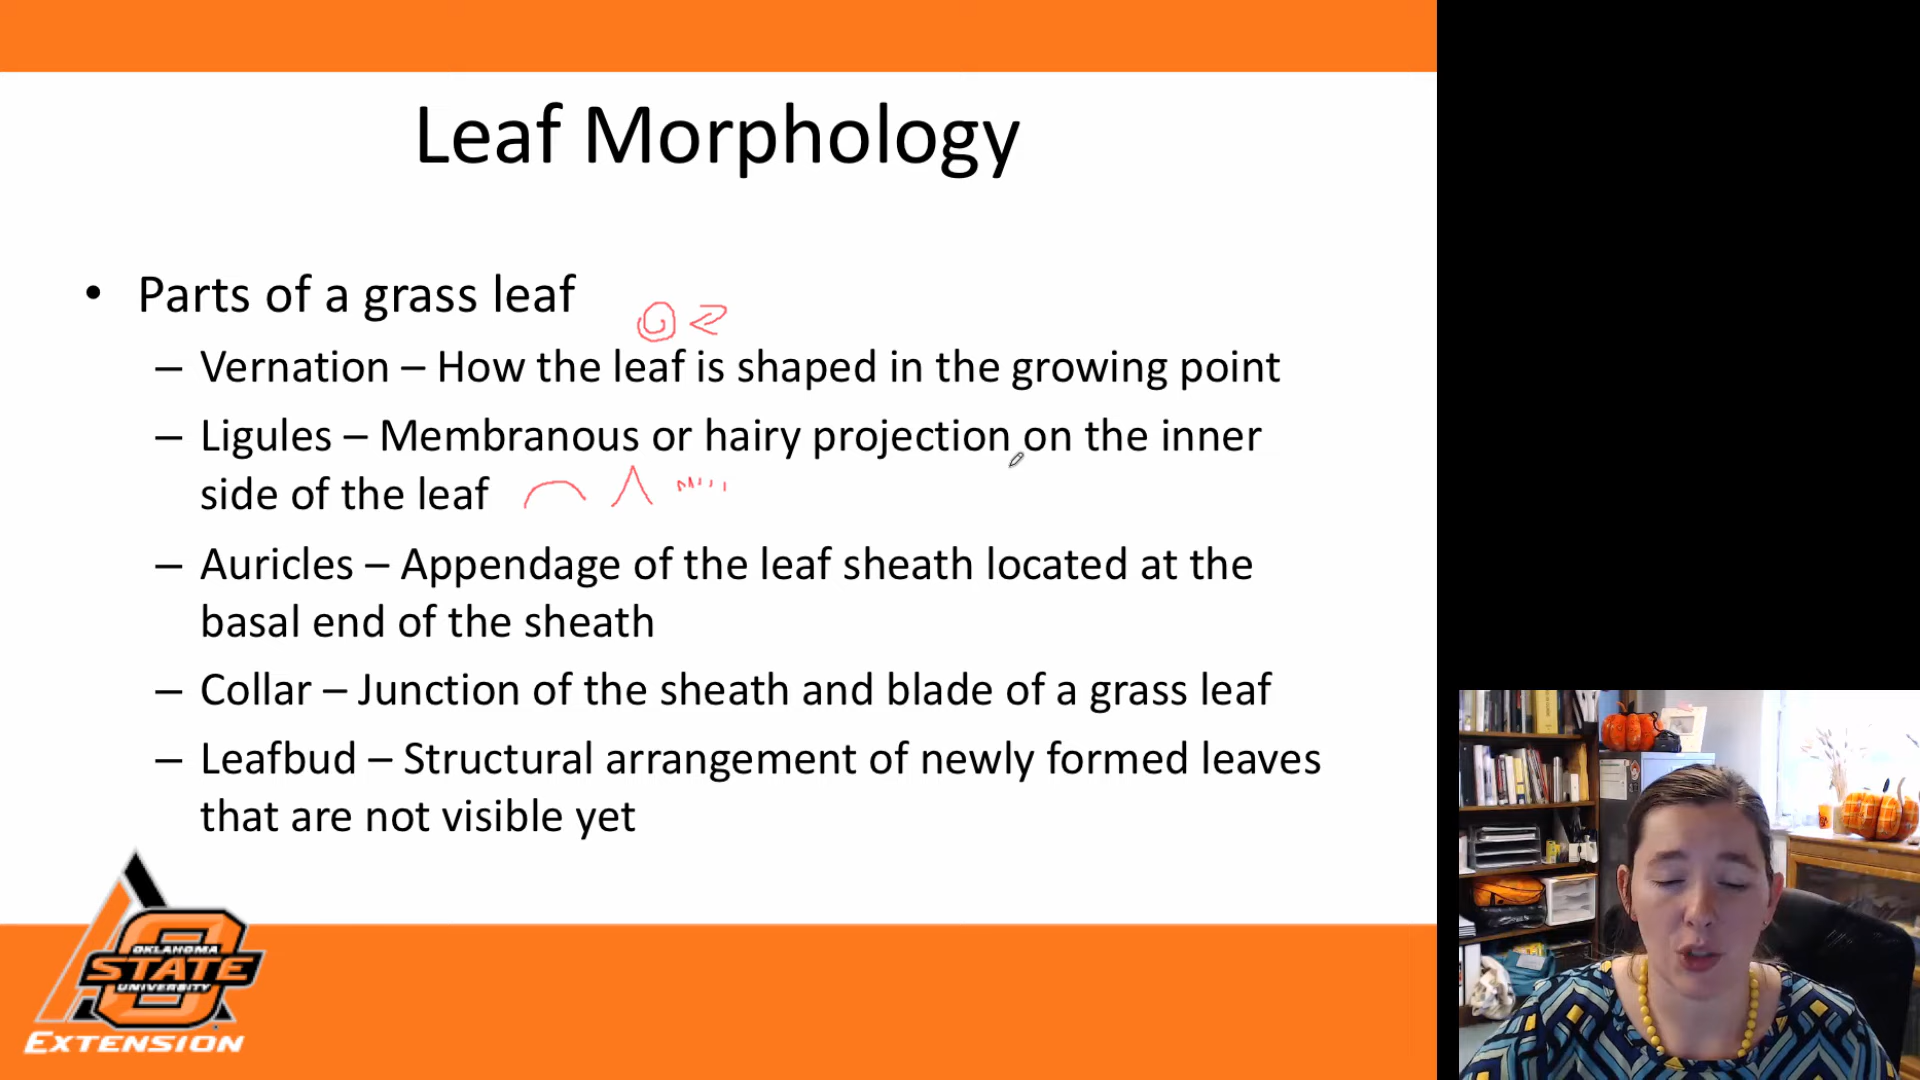 Leaf Morphology
• Parts of a grass leaf
– Vernation – How the leaf is shaped in the growing point
– Ligules – Membranous or hairy projection on the inner
side of the leaf
– Auricles – Appendage of the leaf sheath located at the
basal end of the sheath
– Collar – Junction of the sheath and blade of a grass leaf
– Leafbud – Structural arrangement of newly formed leaves
that are not visible yet
OKLAHOMA
STATE
UNIVERSITY
EXTENSION